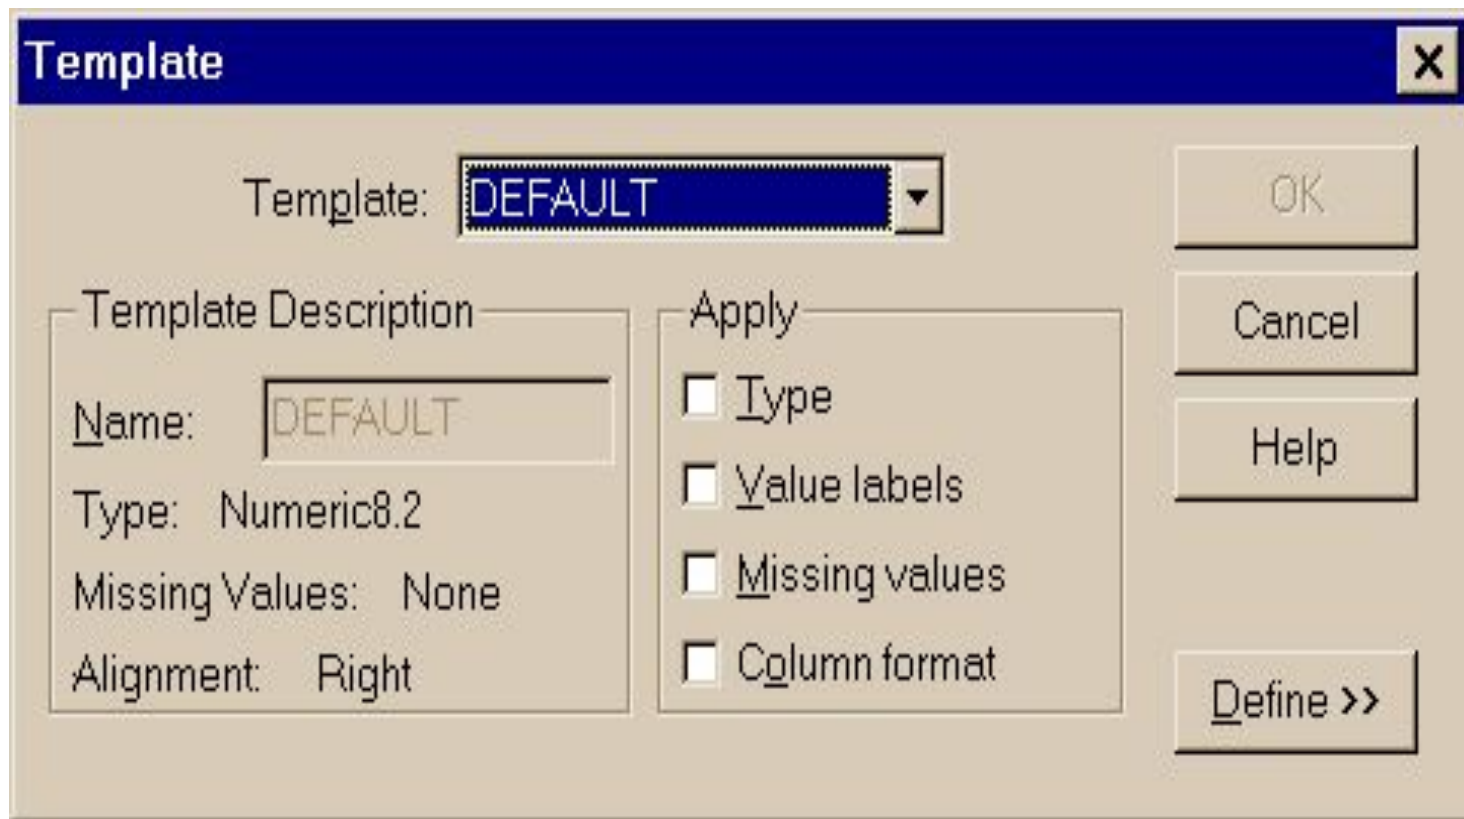 Template
Template: DEFAULT
OK
Template Description
Name: DEFAULT
Type: Numeric8.2
Missing Values: None
Alignment: Right
Apply
Type
Value labels
Missing values
Column format
Cancel
Help
Define >>